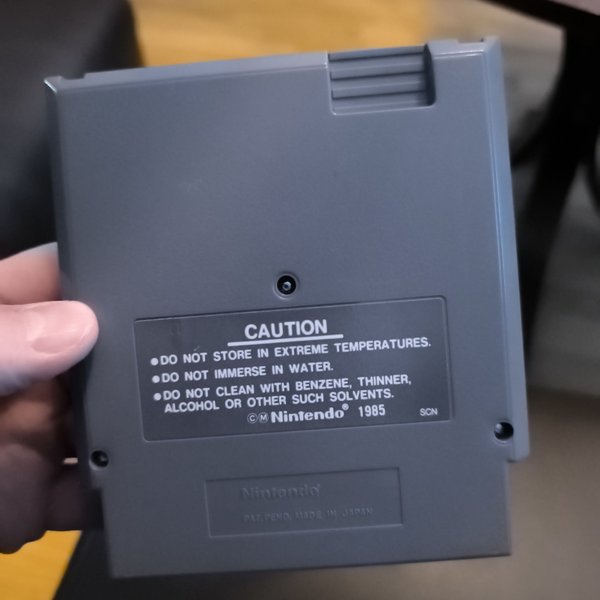 CAUTION
●DO NOT STORE IN EXTREME TEMPERATURES.
●DO NOT IMMERSE IN WATER.
●DO NOT CLEAN WITH BENZENE, THINNER,
ALCOHOL OR OTHER SUCH SOLVENTS.
ⒸⓂ Nintendo® 1985 SCN
Nintendo®
PAT. PEND. MADE IN JAPAN